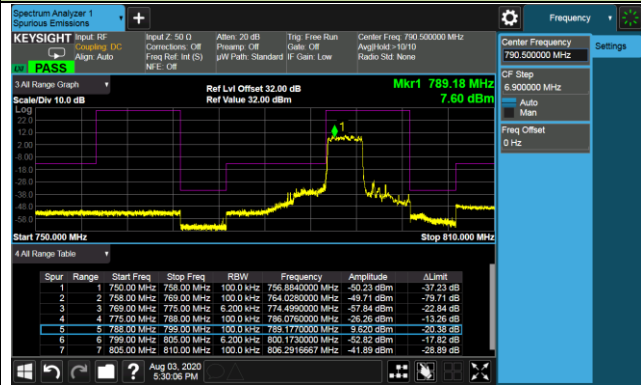 Spectrum Analyzer 1
Spurious Emissions
Frequency
KEYSIGHT Input: RF Input Z: 50 Ω Atten: 20 dB Trig: Free Run Center Freq: 790.500000 MHz
Coupling: DC Corrections: Off Preamp: Off Gate: Off Avg|Hold:>10/10
Align: Auto Freq Ref: Int (S) µW Path: Standard IF Gain: Low Radio Std: None
NFE: Off
PASS
3 All Range Graph
Ref Lvl Offset 32.00 dB Mkr1 789.18 MHz
Scale/Div 10.0 dB Ref Value 32.00 dBm 7.60 dBm
Log
22.0
12.0
2.00
-8.00
-18.0
-28.0
-38.0
-48.0
-58.0
1
Start 750.000 MHz Stop 810.000 MHz
4 All Range Table
Spur Range Start Freq Stop Freq RBW Frequency Amplitude ΔLimit
1 1 750.00 MHz 758.00 MHz 100.0 kHz 756.8840000 MHz -50.23 dBm -37.23 dB
2 2 758.00 MHz 769.00 MHz 100.0 kHz 764.0280000 MHz -49.71 dBm -79.71 dB
3 3 769.00 MHz 775.00 MHz 6.200 kHz 774.4990000 MHz -57.84 dBm -22.84 dB
4 4 775.00 MHz 788.00 MHz 100.0 kHz 786.0760000 MHz -26.26 dBm -13.26 dB
5 5 788.00 MHz 799.00 MHz 100.0 kHz 789.1770000 MHz 9.620 dBm -20.38 dB
6 6 799.00 MHz 805.00 MHz 6.200 kHz 800.1730000 MHz -52.82 dBm -17.82 dB
7 7 805.00 MHz 810.00 MHz 100.0 kHz 806.2916667 MHz -41.89 dBm -28.89 dB
Center Frequency
790.500000 MHz
Settings
CF Step
6.900000 MHz
Auto
Man
Freq Offset
0 Hz
Aug 03, 2020
5:30:06 PM